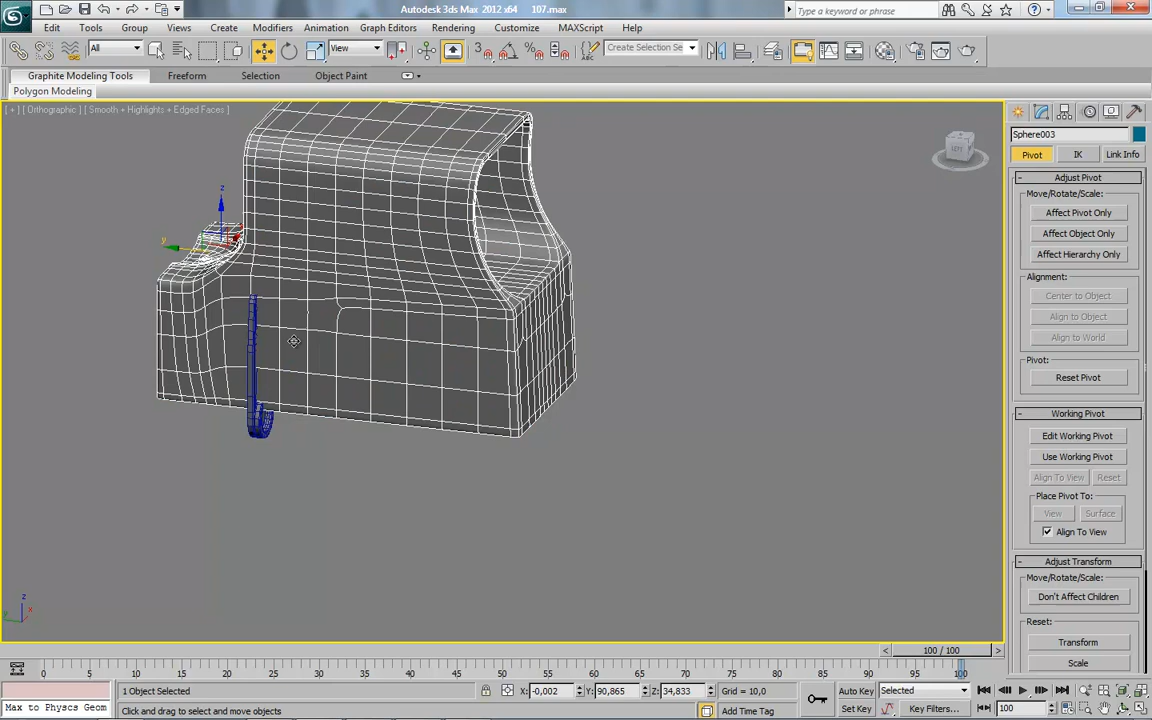 Autodesk 3ds Max 2012 x64 107.max
Type a keyword or phrase
Edit Tools Group Views Create Modifiers Animation Graph Editors Rendering Customize MAXScript Help
All View Create Selection Se
Graphite Modeling Tools Freeform Selection Object Paint
Polygon Modeling
[ + ] [ Orthographic ] [ Smooth + Highlights + Edged Faces ]
LEFT
z
y
z
y
x
Sphere003
Pivot IK Link Info
- Adjust Pivot
Move/Rotate/Scale:
Affect Pivot Only
Affect Object Only
Affect Hierarchy Only
Alignment:
Center to Object
Align to Object
Align to World
Pivot:
Reset Pivot
- Working Pivot
Edit Working Pivot
Use Working Pivot
Align To View Reset
Place Pivot To:
View Surface
Align To View
- Adjust Transform
Move/Rotate/Scale:
Don't Affect Children
Reset:
Transform
Scale
< 100 / 100 >
0 5 10 15 20 25 30 35 40 45 50 55 60 65 70 75 80 85 90 95 100
1 Object Selected X: -0,002 Y: 90,865 Z: 34,833 Grid = 10,0 Auto Key Selected
Max to Physcs Geom Click and drag to select and move objects Add Time Tag Set Key Key Filters... 100